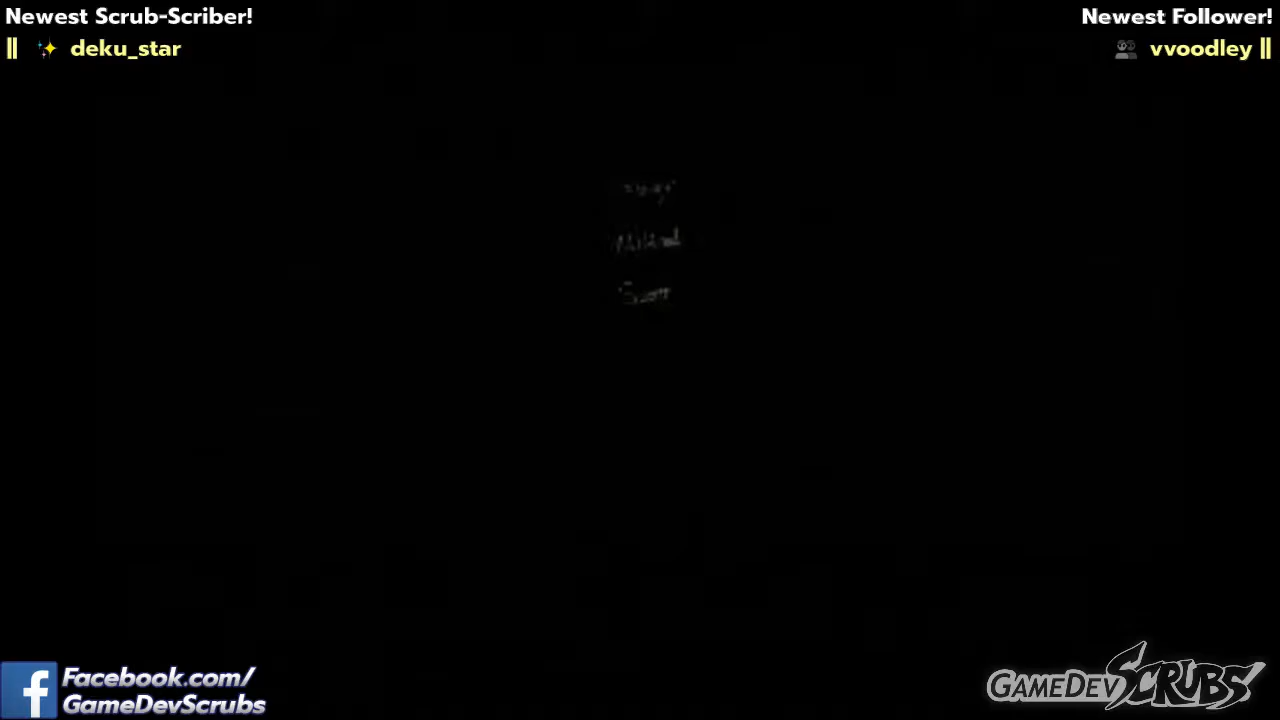 Newest Scrub-Scriber!
deku_star
Newest Follower!
vvoodley
Facebook.com/
GameDevScrubs
GAMEDEVSCRUBS